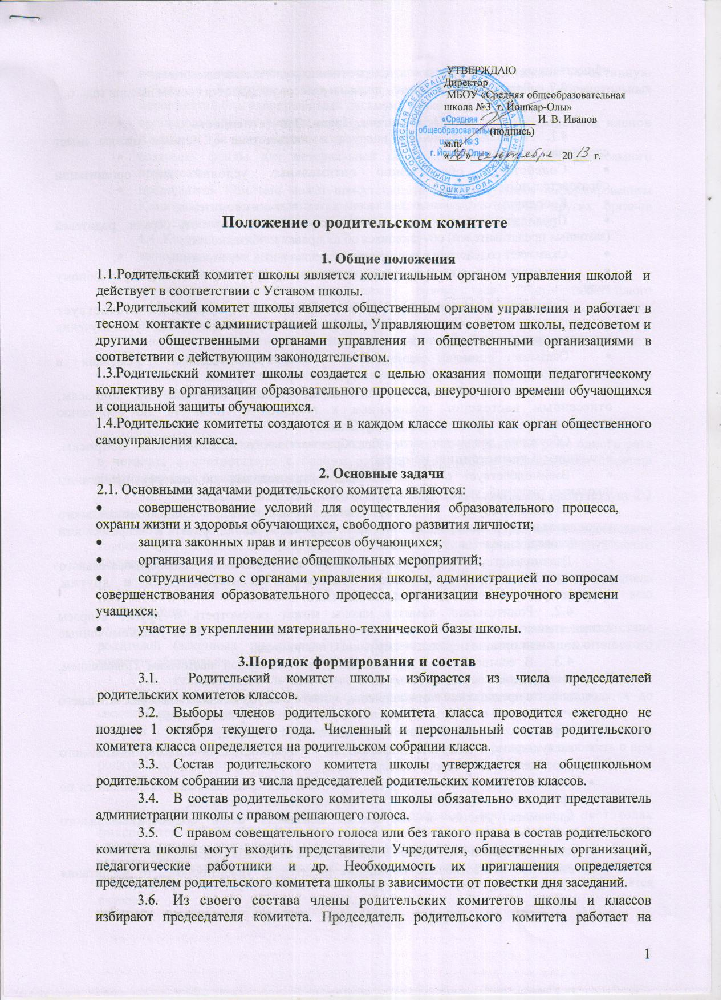 УТВЕРЖДАЮ
Директор
МБОУ «Средняя общеобразовательная
школа №3 г. Йошкар-Олы»
И. В. Иванов
(подпись)
м.п.
«30» сентября 2013 г.
РОССИЙСКАЯ ФЕДЕРАЦИЯ * РЕСПУБЛИКА МАРИЙ ЭЛ * Г. ЙОШКАР-ОЛА *
МУНИЦИПАЛЬНОЕ БЮДЖЕТНОЕ ОБЩЕОБРАЗОВАТЕЛЬНОЕ УЧРЕЖДЕНИЕ *
«Средняя
общеобразовательная
школа № 3
г. Йошкар-Олы»
Положение о родительском комитете
1. Общие положения
1.1.Родительский комитет школы является коллегиальным органом управления школой и
действует в соответствии с Уставом школы.
1.2.Родительский комитет школы является общественным органом управления и работает в
тесном контакте с администрацией школы, Управляющим советом школы, педсоветом и
другими общественными органами управления и общественными организациями в
соответствии с действующим законодательством.
1.3.Родительский комитет школы создается с целью оказания помощи педагогическому
коллективу в организации образовательного процесса, внеурочного времени обучающихся
и социальной защиты обучающихся.
1.4.Родительские комитеты создаются и в каждом классе школы как орган общественного
самоуправления класса.
2. Основные задачи
2.1. Основными задачами родительского комитета являются:
• совершенствование условий для осуществления образовательного процесса,
охраны жизни и здоровья обучающихся, свободного развития личности;
• защита законных прав и интересов обучающихся;
• организация и проведение общешкольных мероприятий;
• сотрудничество с органами управления школы, администрацией по вопросам
совершенствования образовательного процесса, организации внеурочного времени
учащихся;
• участие в укреплении материально-технической базы школы.
3.Порядок формирования и состав
3.1. Родительский комитет школы избирается из числа председателей
родительских комитетов классов.
3.2. Выборы членов родительского комитета класса проводится ежегодно не
позднее 1 октября текущего года. Численный и персональный состав родительского
комитета класса определяется на родительском собрании класса.
3.3. Состав родительского комитета школы утверждается на общешкольном
родительском собрании из числа председателей родительских комитетов классов.
3.4. В состав родительского комитета школы обязательно входит представитель
администрации школы с правом решающего голоса.
3.5. С правом совещательного голоса или без такого права в состав родительского
комитета школы могут входить представители Учредителя, общественных организаций,
педагогические работники и др. Необходимость их приглашения определяется
председателем родительского комитета школы в зависимости от повестки дня заседаний.
3.6. Из своего состава члены родительских комитетов школы и классов
избирают председателя комитета. Председатель родительского комитета работает на
1